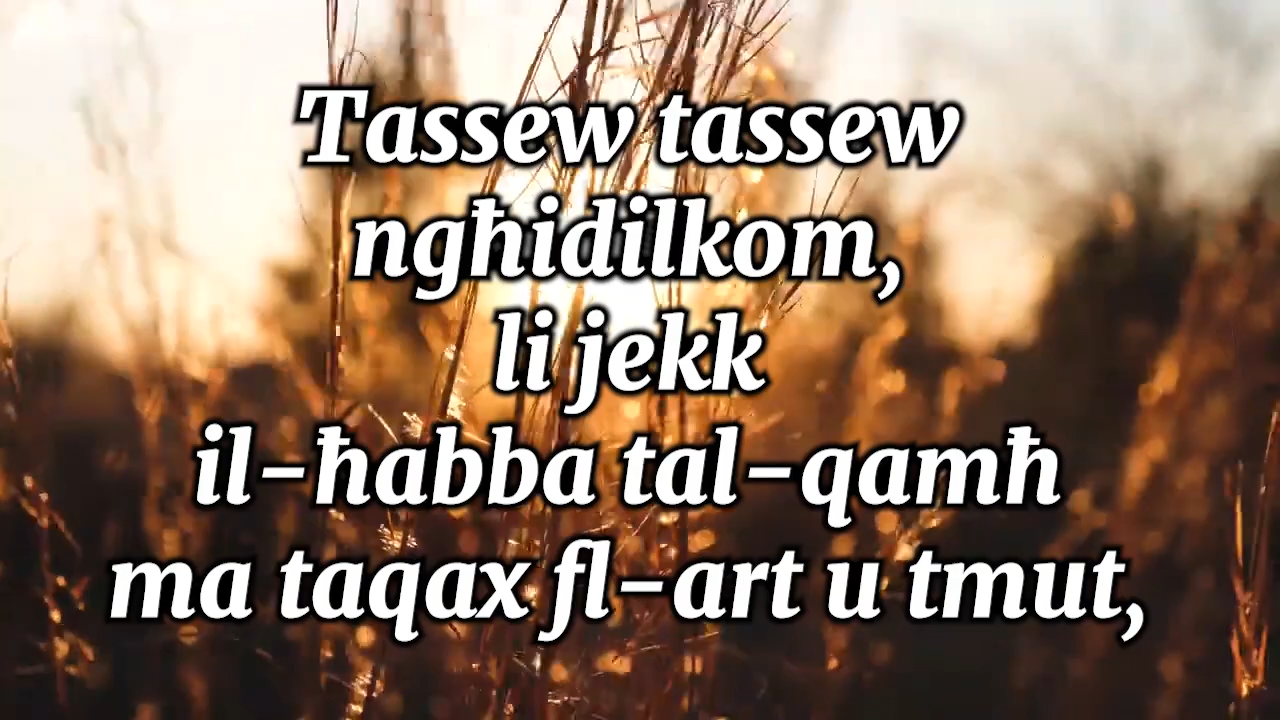 Tassew tassew
ngħidilkom,
li jekk
il-ħabba tal-qamħ
ma taqax fl-art u tmut,